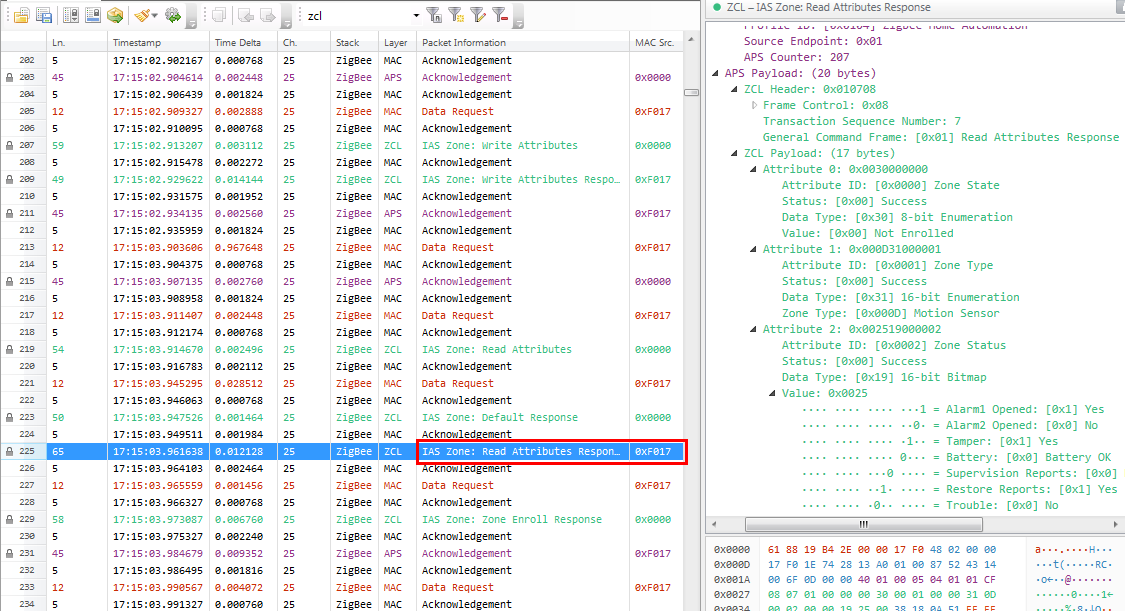 zcl
Ln. Timestamp Time Delta Ch. Stack Layer Packet Information MAC Src.
202 5 17:15:02.902167 0.000768 25 ZigBee MAC Acknowledgement
203 45 17:15:02.904614 0.002448 25 ZigBee APS Acknowledgement 0x0000
204 5 17:15:02.906439 0.001824 25 ZigBee MAC Acknowledgement
205 12 17:15:02.909327 0.002888 25 ZigBee MAC Data Request 0xF017
206 5 17:15:02.910095 0.000768 25 ZigBee MAC Acknowledgement
207 59 17:15:02.913207 0.003112 25 ZigBee ZCL IAS Zone: Write Attributes 0x0000
208 5 17:15:02.915478 0.002272 25 ZigBee MAC Acknowledgement
209 49 17:15:02.929622 0.014144 25 ZigBee ZCL IAS Zone: Write Attributes Respo… 0xF017
210 5 17:15:02.931575 0.001952 25 ZigBee MAC Acknowledgement
211 45 17:15:02.934135 0.002560 25 ZigBee APS Acknowledgement 0xF017
212 5 17:15:02.935959 0.001824 25 ZigBee MAC Acknowledgement
213 12 17:15:03.903606 0.967648 25 ZigBee MAC Data Request 0xF017
214 5 17:15:03.904375 0.000768 25 ZigBee MAC Acknowledgement
215 45 17:15:03.907135 0.002760 25 ZigBee APS Acknowledgement 0x0000
216 5 17:15:03.908958 0.001824 25 ZigBee MAC Acknowledgement
217 12 17:15:03.911407 0.002448 25 ZigBee MAC Data Request 0xF017
218 5 17:15:03.912174 0.000768 25 ZigBee MAC Acknowledgement
219 54 17:15:03.914670 0.002496 25 ZigBee ZCL IAS Zone: Read Attributes 0x0000
220 5 17:15:03.916783 0.002112 25 ZigBee MAC Acknowledgement
221 12 17:15:03.945295 0.028512 25 ZigBee MAC Data Request 0xF017
222 5 17:15:03.946063 0.000768 25 ZigBee MAC Acknowledgement
223 50 17:15:03.947526 0.001464 25 ZigBee ZCL IAS Zone: Default Response 0x0000
224 5 17:15:03.949511 0.001984 25 ZigBee MAC Acknowledgement
225 65 17:15:03.961638 0.012128 25 ZigBee ZCL IAS Zone: Read Attributes Respon… 0xF017
226 5 17:15:03.964103 0.002464 25 ZigBee MAC Acknowledgement
227 12 17:15:03.965559 0.001456 25 ZigBee MAC Data Request 0xF017
228 5 17:15:03.966327 0.000768 25 ZigBee MAC Acknowledgement
229 58 17:15:03.973087 0.006760 25 ZigBee ZCL IAS Zone: Zone Enroll Response 0x0000
230 5 17:15:03.975327 0.002240 25 ZigBee MAC Acknowledgement
231 45 17:15:03.984679 0.009352 25 ZigBee APS Acknowledgement 0xF017
232 5 17:15:03.986495 0.001816 25 ZigBee MAC Acknowledgement
233 12 17:15:03.990567 0.004072 25 ZigBee MAC Data Request 0xF017
234 5 17:15:03.991327 0.000760 25 ZigBee MAC Acknowledgement
ZCL – IAS Zone: Read Attributes Response
Profile ID: [0x0104] ZigBee Home Automation
Source Endpoint: 0x01
APS Counter: 207
APS Payload: (20 bytes)
ZCL Header: 0x010708
Frame Control: 0x08
Transaction Sequence Number: 7
General Command Frame: [0x01] Read Attributes Response
ZCL Payload: (17 bytes)
Attribute 0: 0x0030000000
Attribute ID: [0x0000] Zone State
Status: [0x00] Success
Data Type: [0x30] 8-bit Enumeration
Value: [0x00] Not Enrolled
Attribute 1: 0x000D31000001
Attribute ID: [0x0001] Zone Type
Status: [0x00] Success
Data Type: [0x31] 16-bit Enumeration
Zone Type: [0x000D] Motion Sensor
Attribute 2: 0x002519000002
Attribute ID: [0x0002] Zone Status
Status: [0x00] Success
Data Type: [0x19] 16-bit Bitmap
Value: 0x0025
···· ···· ···· ···1 = Alarm1 Opened: [0x1] Yes
···· ···· ···· ··0· = Alarm2 Opened: [0x0] No
···· ···· ···· ·1·· = Tamper: [0x1] Yes
···· ···· ···· 0··· = Battery: [0x0] Battery OK
···· ···· ···0 ···· = Supervision Reports: [0x0]
···· ···· ··1· ···· = Restore Reports: [0x1] Yes
···· ···· ·0·· ···· = Trouble: [0x0] No
0x0000 61 88 19 B4 2E 00 00 17 F0 48 02 00 00 a···.····H···
0x000D 17 F0 1E 74 28 13 A0 01 00 87 52 43 14 ···t(·····RC·
0x001A 00 6F 0D 00 00 40 01 00 05 04 01 01 CF
0x0027 08 07 01 00 00 00 30 00 01 00 00 31 0D
0x0034 00 02 00 00 19 25 00 38 18 0A 51 FF FF